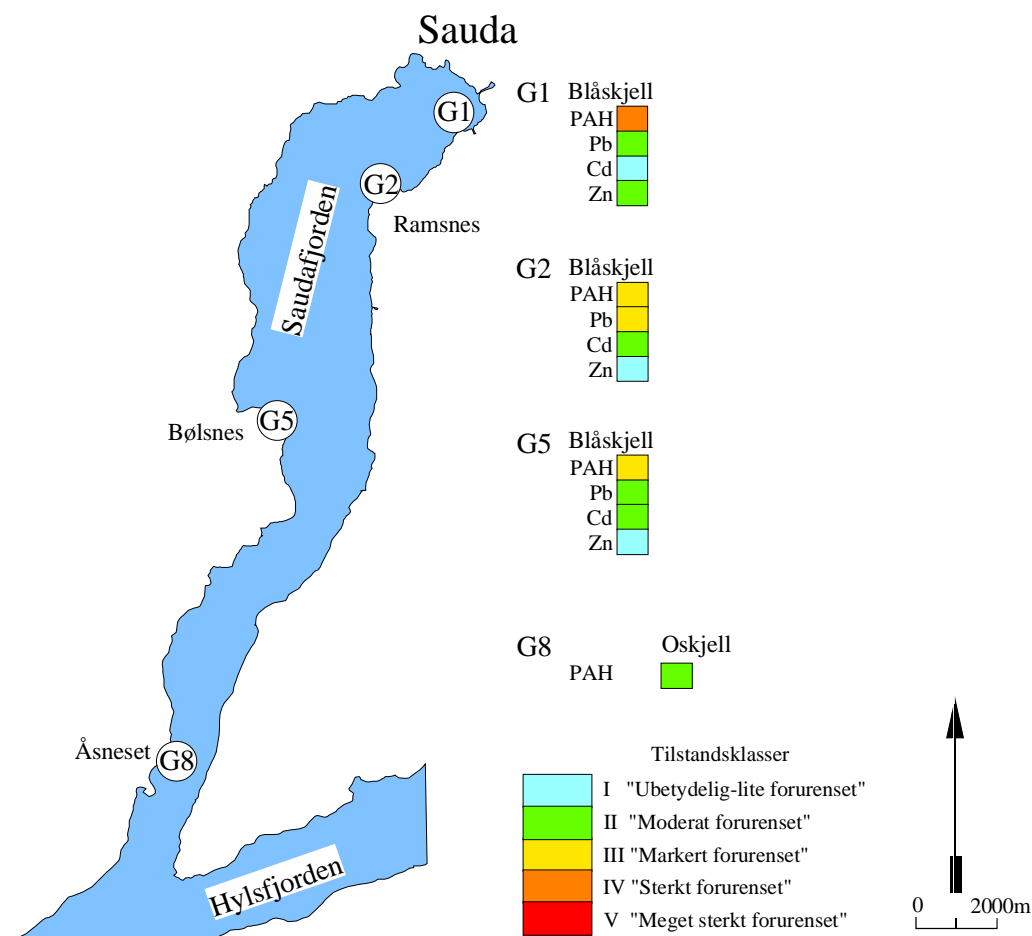 Sauda
G1
G2
Ramsnes
Saudafjorden
Bølsnes
G5
Åsneset
G8
Hylsfjorden
G1 Blåskjell
PAH
Pb
Cd
Zn
G2 Blåskjell
PAH
Pb
Cd
Zn
G5 Blåskjell
PAH
Pb
Cd
Zn
G8 Oskjell
PAH
Tilstandsklasser
I "Ubetydelig-lite forurenset"
II "Moderat forurenset"
III "Markert forurenset"
IV "Sterkt forurenset"
V "Meget sterkt forurenset"
0 2000m